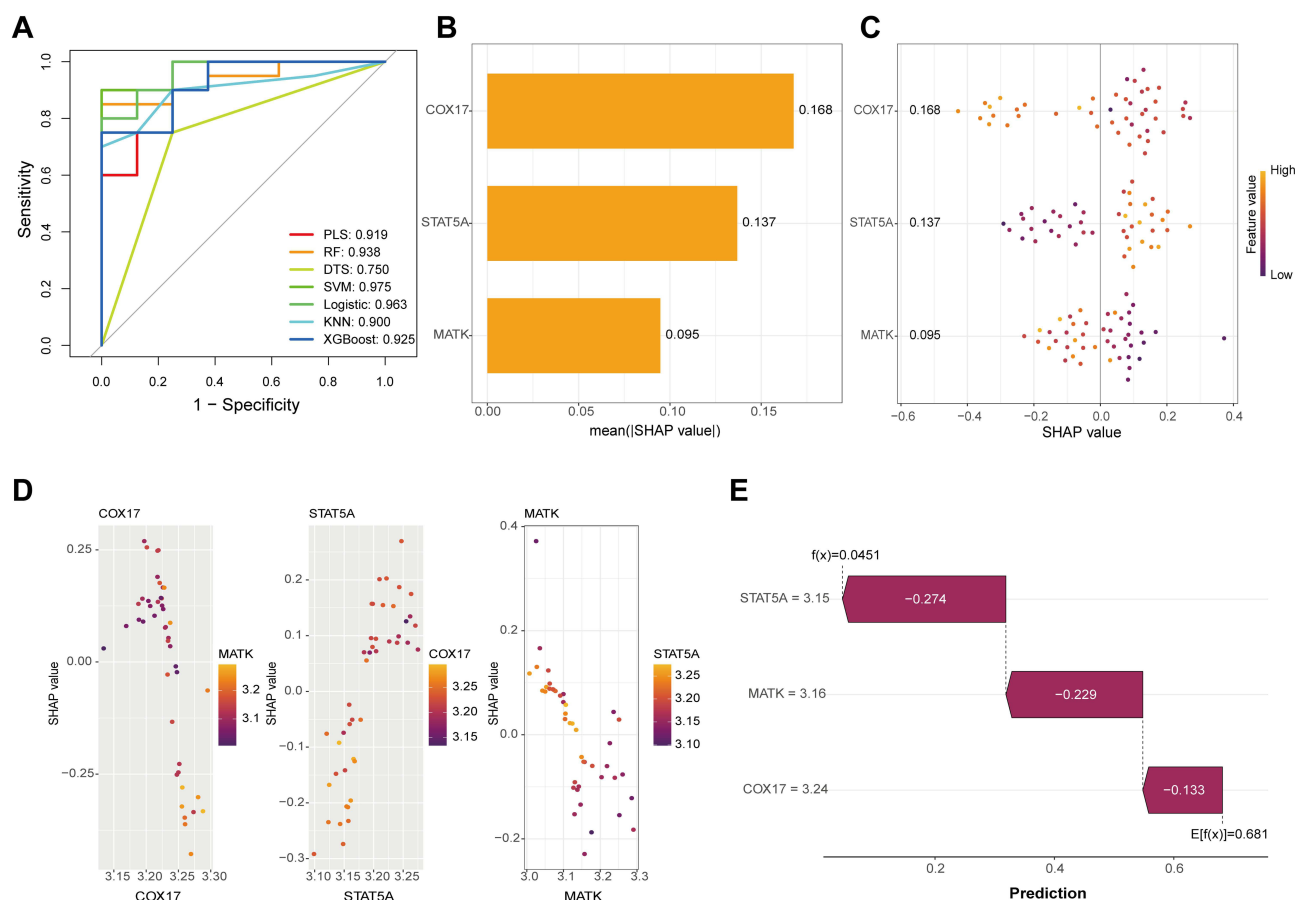 A
1.0
0.8
0.6
0.4
0.2
0.0
Sensitivity
PLS: 0.919
RF: 0.938
DTS: 0.750
SVM: 0.975
Logistic: 0.963
KNN: 0.900
XGBoost: 0.925
0.0 0.2 0.4 0.6 0.8 1.0
1 − Specificity
B
COX17
0.168
STAT5A
0.137
MATK
0.095
0.00 0.05 0.10 0.15
mean(|SHAP value|)
C
COX17 0.168
STAT5A 0.137
MATK 0.095
−0.6 −0.4 −0.2 0.0 0.2 0.4
SHAP value
High
Low
Feature value
D
COX17
0.25
0.00
−0.25
SHAP value
3.15 3.20 3.25 3.30
COX17
MATK
3.2
3.1
STAT5A
0.2
0.1
0.0
−0.1
−0.2
−0.3
SHAP value
3.10 3.15 3.20 3.25
STAT5A
COX17
3.25
3.20
3.15
MATK
0.4
0.2
0.0
−0.2
SHAP value
3.0 3.1 3.2 3.3
MATK
STAT5A
3.25
3.20
3.15
3.10
E
f(x)=0.0451
STAT5A = 3.15
−0.274
MATK = 3.16
−0.229
COX17 = 3.24
−0.133
E[f(x)]=0.681
0.2 0.4 0.6
Prediction